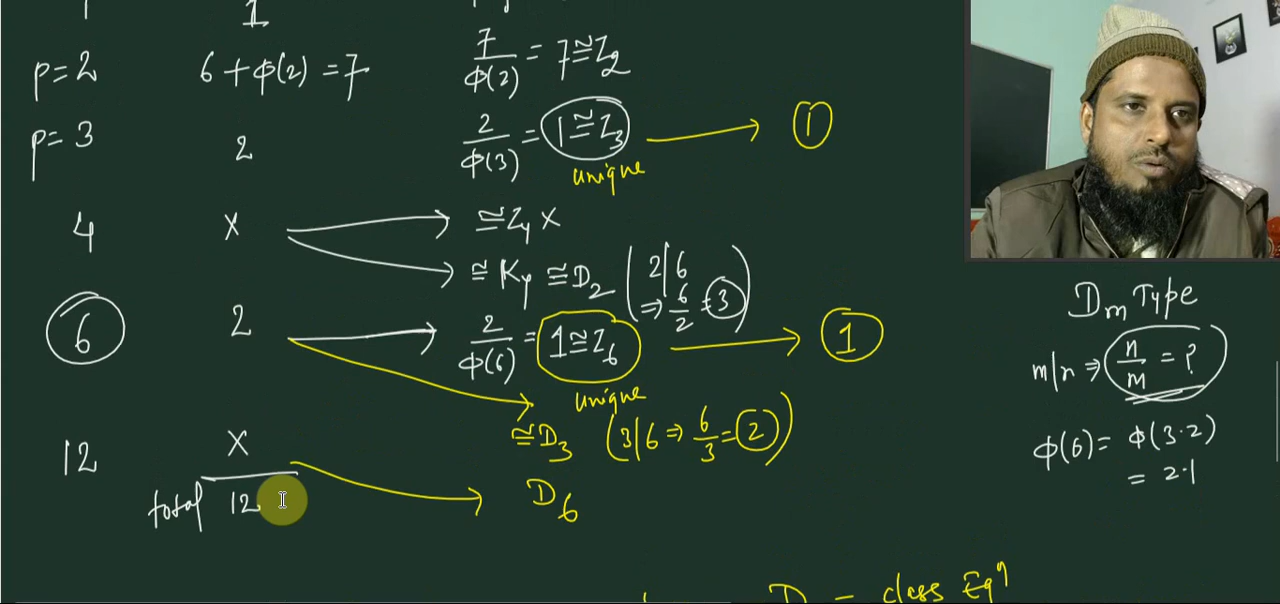 1 1
p=2 6+φ(2)=7 7/φ(2) = 7≅Z₂
p=3 2 2/φ(3) = 1≅Z₃ → ①
unique
4 X ≅Z₄ X
≅ K₄ ≅ D₂ (2|6 ⇒ 6/2 = 3)
6 2 2/φ(6) = 1≅Z₆ → ①
unique
≅D₃ (3|6 ⇒ 6/3 = 2)
12 X
total 12 D₆
Dₘ Type
m|n ⇒ n/m = ?
φ(6) = φ(3·2)
= 2·1
D – class Eqⁿ